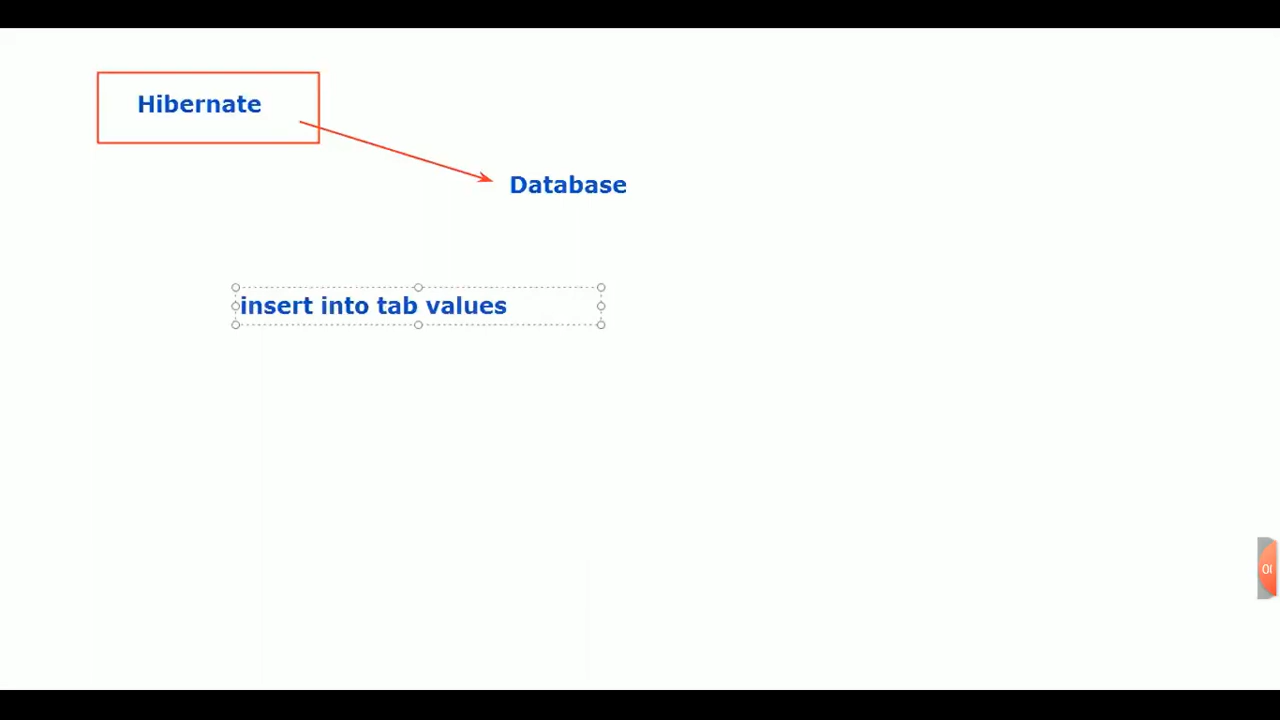 Hibernate
Database
insert into tab values